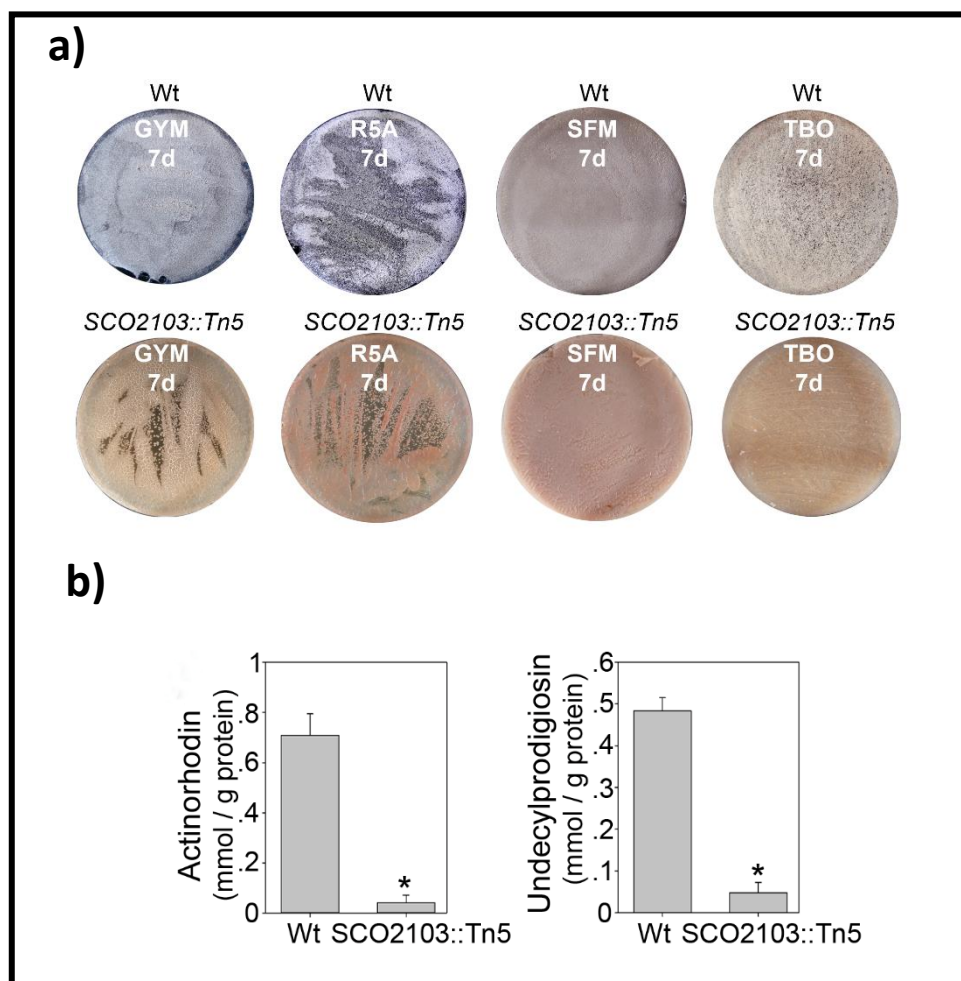 a)
Wt Wt Wt Wt
GYM R5A SFM TBO
7d 7d 7d 7d
SCO2103::Tn5 SCO2103::Tn5 SCO2103::Tn5 SCO2103::Tn5
GYM R5A SFM TBO
7d 7d 7d 7d
b)
Actinorhodin
(mmol / g protein)
1
.8
.6
.4
.2
0
*
Wt SCO2103::Tn5
Undecylprodigiosin
(mmol / g protein)
.6
.5
.4
.3
.2
.1
0
*
Wt SCO2103::Tn5